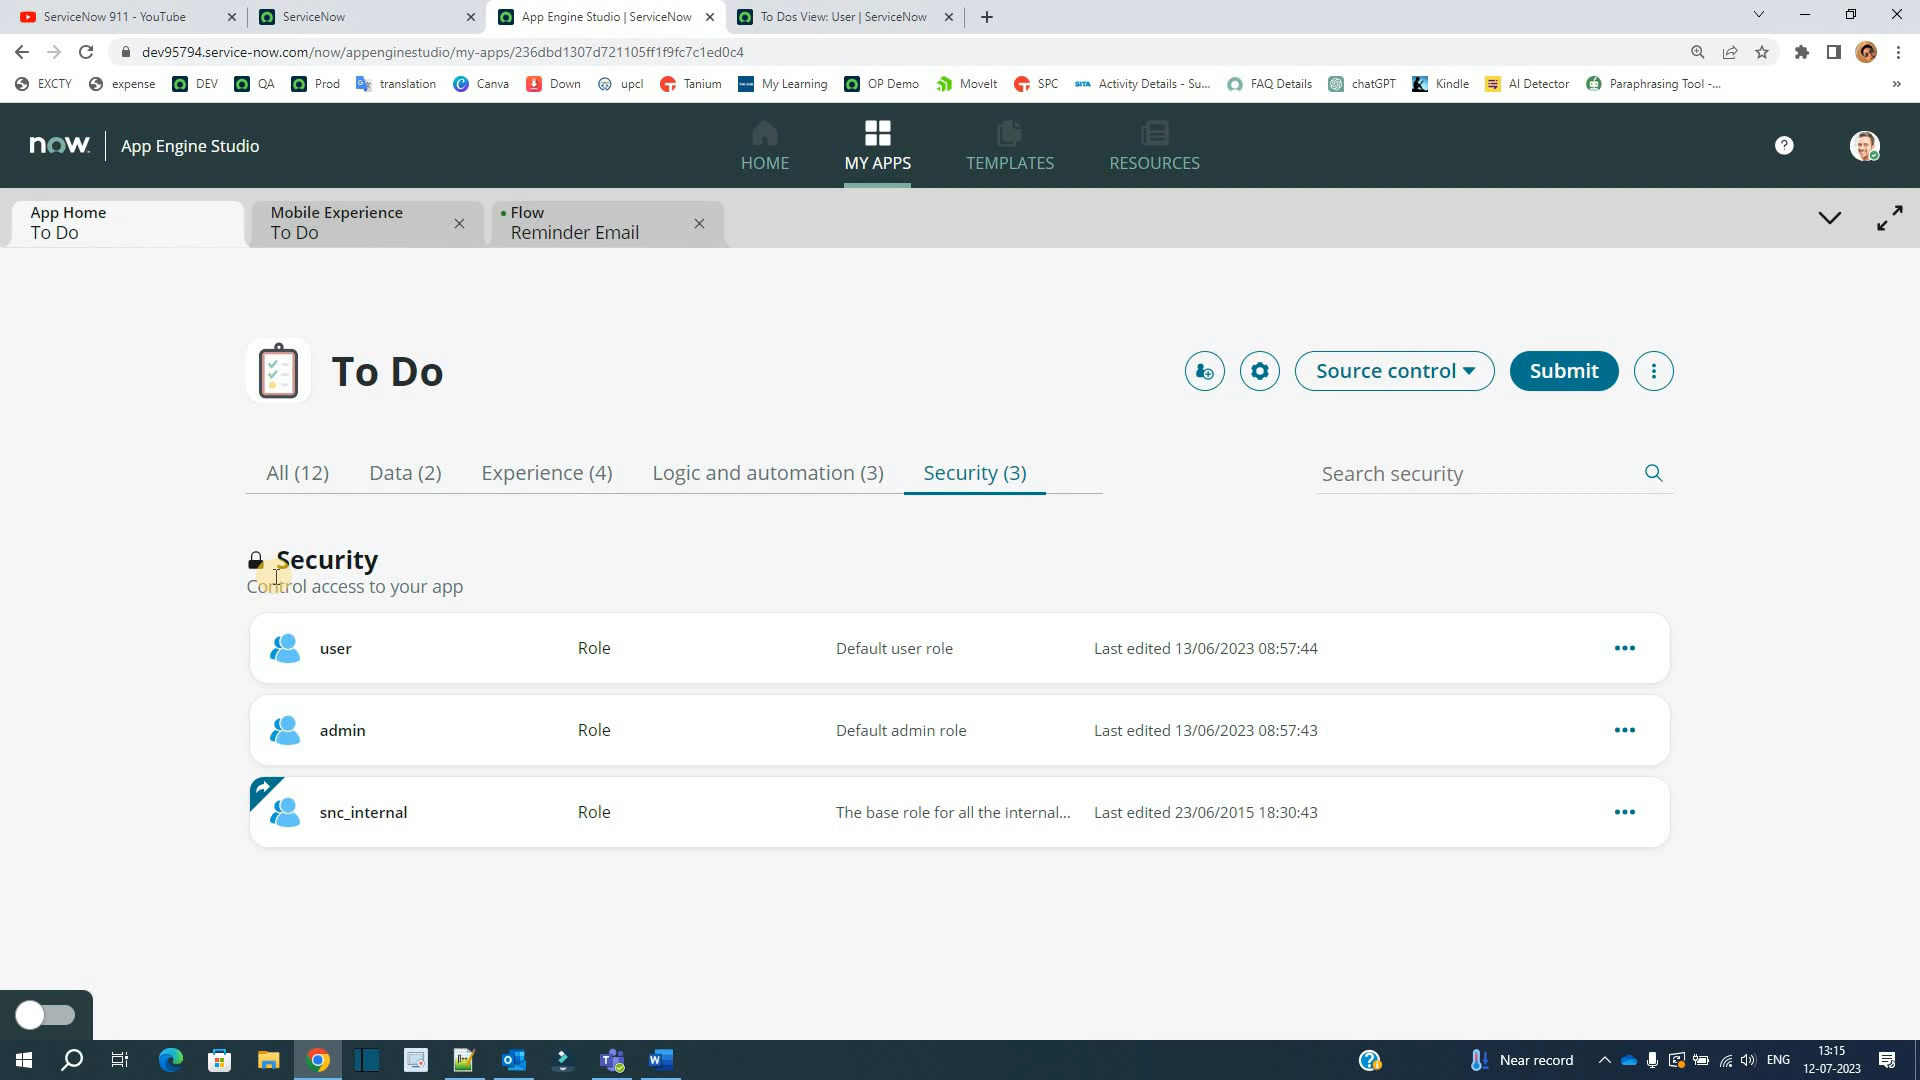 ServiceNow 911 - YouTube
ServiceNow
App Engine Studio | ServiceNow
To Dos View: User | ServiceNow
dev95794.service-now.com/now/appenginestudio/my-apps/236dbd1307d721105ff1f9fc7c1ed0c4
EXCTY
expense
DEV
QA
Prod
translation
Canva
Down
upcl
Tanium
My Learning
OP Demo
MoveIt
SPC
Activity Details - Su...
FAQ Details
chatGPT
Kindle
AI Detector
Paraphrasing Tool -...
now
App Engine Studio
HOME
MY APPS
TEMPLATES
RESOURCES
App Home
To Do
Mobile Experience
To Do
Flow
Reminder Email
To Do
Source control
Submit
All (12)
Data (2)
Experience (4)
Logic and automation (3)
Security (3)
Search security
Security
Control access to your app
user Role Default user role Last edited 13/06/2023 08:57:44
admin Role Default admin role Last edited 13/06/2023 08:57:43
snc_internal Role The base role for all the internal... Last edited 23/06/2015 18:30:43
Near record
ENG
13:15
12-07-2023